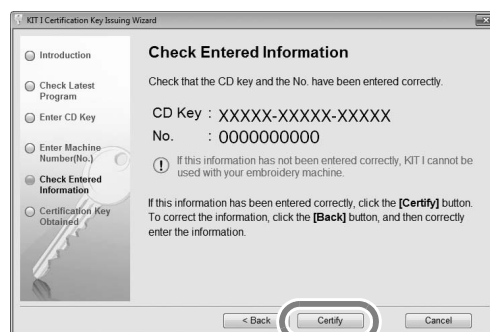 KIT I Certification Key Issuing Wizard
Introduction
Check Latest
Program
Enter CD Key
Enter Machine
Number(No.)
Check Entered
Information
Certification Key
Obtained
Check Entered Information
Check that the CD key and the No. have been entered correctly.
CD Key : XXXXX-XXXXX-XXXXX
No. : 0000000000
If this information has not been entered correctly, KIT I cannot be
used with your embroidery machine.
If this information has been entered correctly, click the [Certify] button.
To correct the information, click the [Back] button, and then correctly
enter the information.
< Back
Certify
Cancel